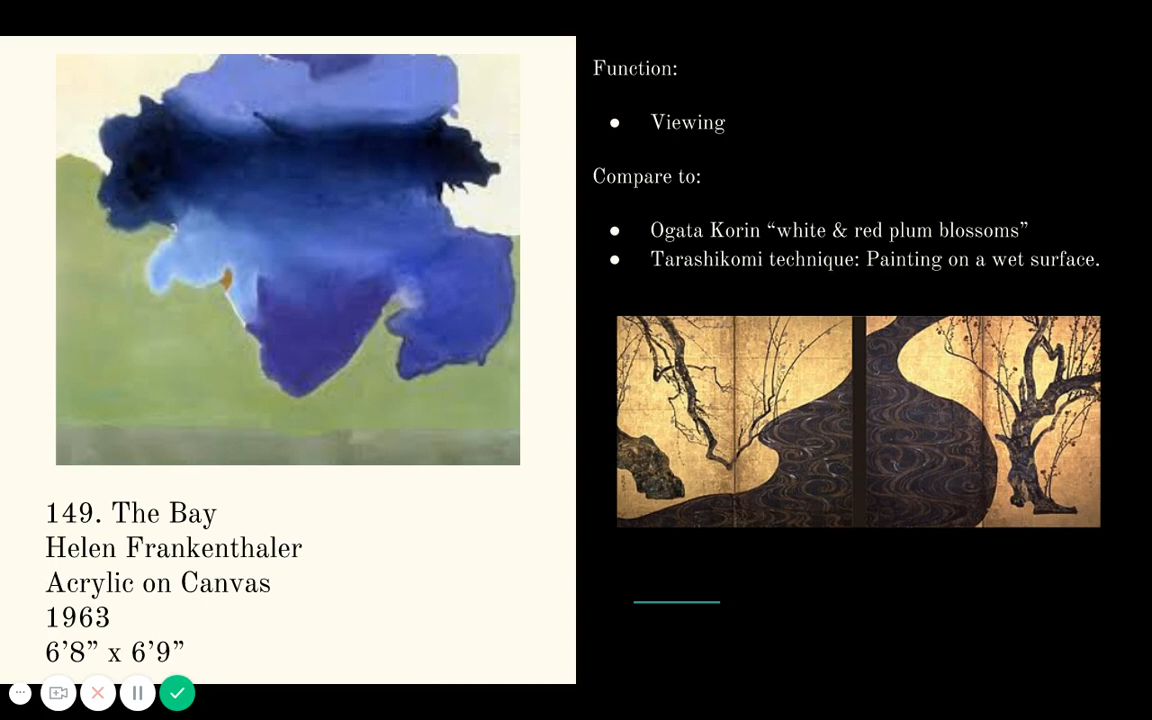 149. The Bay
Helen Frankenthaler
Acrylic on Canvas
1963
6’8” x 6’9”
Function:
● Viewing
Compare to:
● Ogata Korin “white & red plum blossoms”
● Tarashikomi technique: Painting on a wet surface.